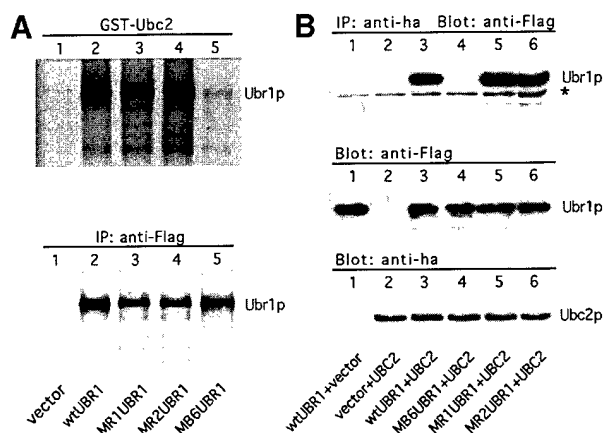 A
GST-Ubc2
1 2 3 4 5
Ubr1p
IP: anti-Flag
1 2 3 4 5
Ubr1p
vector
wtUBR1
MR1UBR1
MR2UBR1
MB6UBR1
B
IP: anti-ha Blot: anti-Flag
1 2 3 4 5 6
Ubr1p
*
Blot: anti-Flag
1 2 3 4 5 6
Ubr1p
Blot: anti-ha
1 2 3 4 5 6
Ubc2p
wtUBR1+vector
vector+UBC2
wtUBR1+UBC2
MB6UBR1+UBC2
MR1UBR1+UBC2
MR2UBR1+UBC2